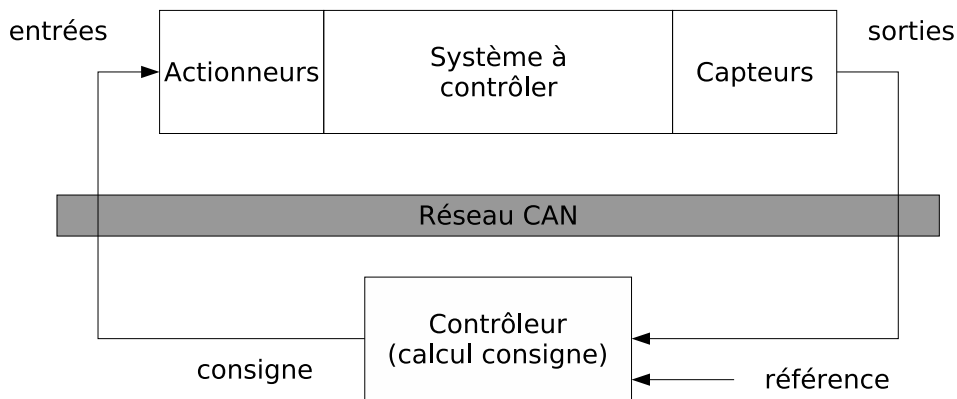 entrées
sorties
Actionneurs
Système à
contrôler
Capteurs
Réseau CAN
Contrôleur
(calcul consigne)
consigne
référence